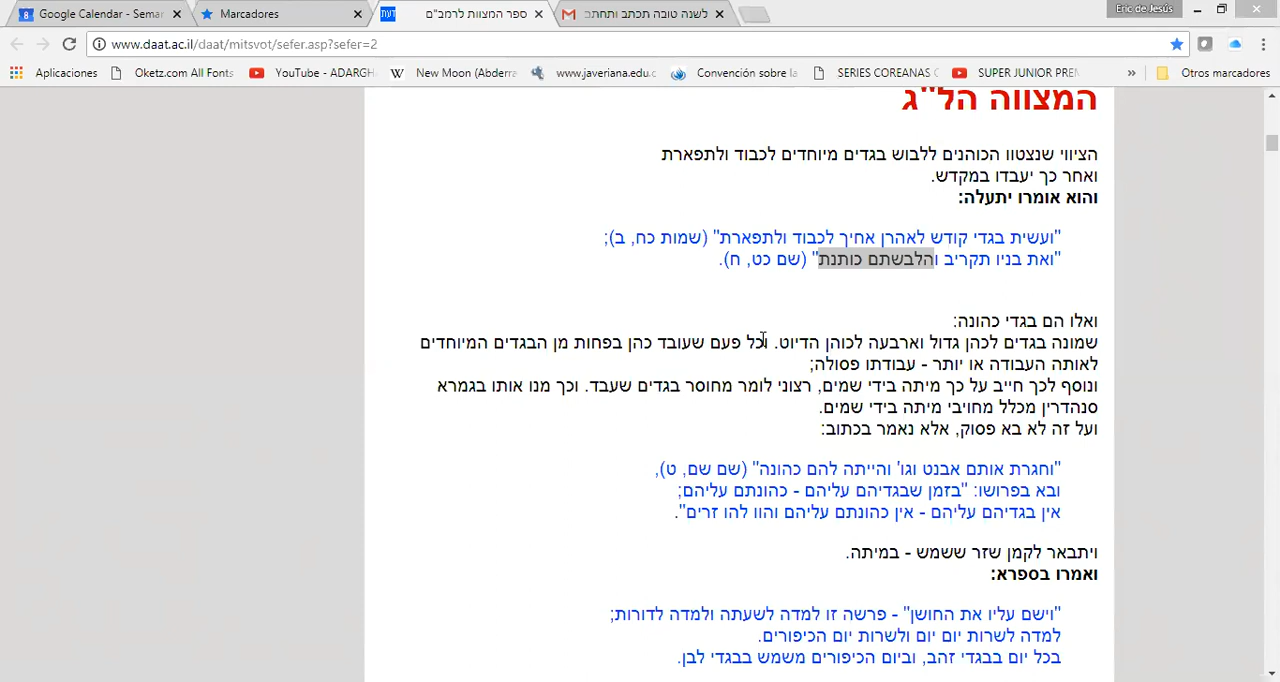 Google Calendar - Semar
Marcadores
ספר המצוות לרמב"ם
לשנה טובה תכתב ותחתב
Eric de Jesús
www.daat.ac.il/daat/mitsvot/sefer.asp?sefer=2
Aplicaciones
Oketz.com All Fonts
YouTube - ADARGH
New Moon (Abderra
www.javeriana.edu.c
Convención sobre la
SERIES COREANAS
SUPER JUNIOR PREN
»
Otros marcadores
המצווה הל"ג
הציווי שנצטוו הכוהנים ללבוש בגדים מיוחדים לכבוד ולתפארת
ואחר כך יעבדו במקדש.
והוא אומרו יתעלה:
"ועשית בגדי קודש לאהרן אחיך לכבוד ולתפארת" (שמות כח, ב);
"ואת בניו תקריב והלבשתם כותנת" (שם כט, ח).
ואלו הם בגדי כהונה:
שמונה בגדים לכהן גדול וארבעה לכוהן הדיוט. וכל פעם שעובד כהן בפחות מן הבגדים המיוחדים
לאותה העבודה או יותר - עבודתו פסולה;
ונוסף לכך חייב על כך מיתה בידי שמים, רצוני לומר מחוסר בגדים שעבד. וכך מנו אותו בגמרא
סנהדרין מכלל מחויבי מיתה בידי שמים.
ועל זה לא בא פסוק, אלא נאמר בכתוב:
"וחגרת אותם אבנט וגו' והייתה להם כהונה" (שם שם, ט),
ובא בפרושו: "בזמן שבגדיהם עליהם - כהונתם עליהם;
אין בגדיהם עליהם - אין כהונתם עליהם והוו להו זרים".
ויתבאר לקמן שזר ששמש - במיתה.
ואמרו בספרא:
"וישם עליו את החושן" - פרשה זו למדה לשעתה ולמדה לדורות;
למדה לשרות יום יום ולשרות יום הכיפורים.
בכל יום בבגדי זהב, וביום הכיפורים משמש בבגדי לבן.